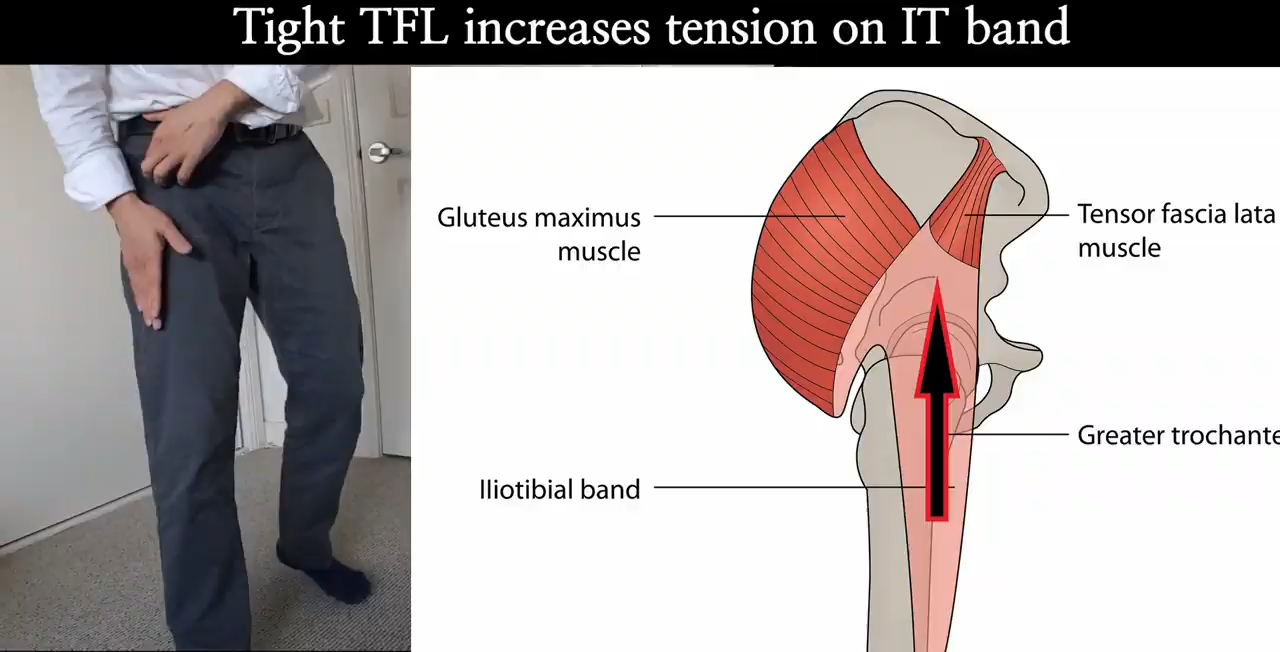 Tight TFL increases tension on IT band
Gluteus maximus
muscle
Tensor fascia lata
muscle
Greater trochante
Iliotibial band